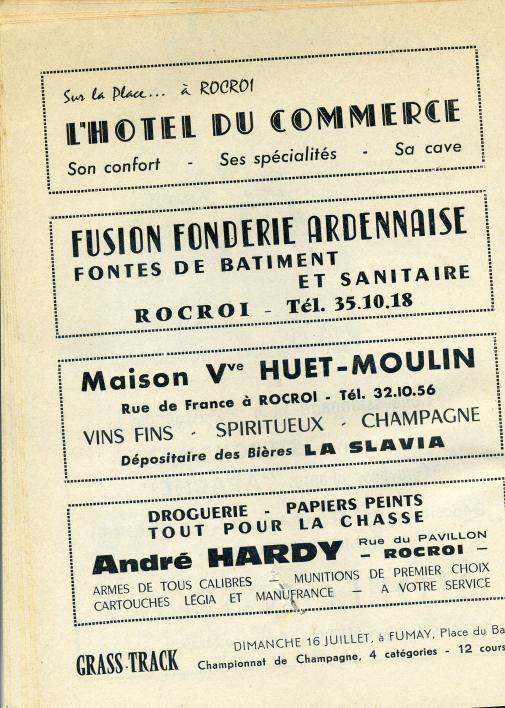 Sur la Place... à ROCROI
L'HOTEL DU COMMERCE
Son confort - Ses spécialités - Sa cave
FUSION FONDERIE ARDENNAISE
FONTES DE BATIMENT
ET SANITAIRE
ROCROI - Tél. 35.10.18
Maison Vve HUET-MOULIN
Rue de France à ROCROI - Tél. 32.10.56
VINS FINS - SPIRITUEUX - CHAMPAGNE
Dépositaire des Bières LA SLAVIA
DROGUERIE - PAPIERS PEINTS
TOUT POUR LA CHASSE
André HARDY Rue du PAVILLON
— ROCROI —
ARMES DE TOUS CALIBRES — MUNITIONS DE PREMIER CHOIX
CARTOUCHES LÉGIA ET MANUFRANCE — A VOTRE SERVICE
GRASS-TRACK DIMANCHE 16 JUILLET, à FUMAY, Place du
Championnat de Champagne, 4 catégories - 12